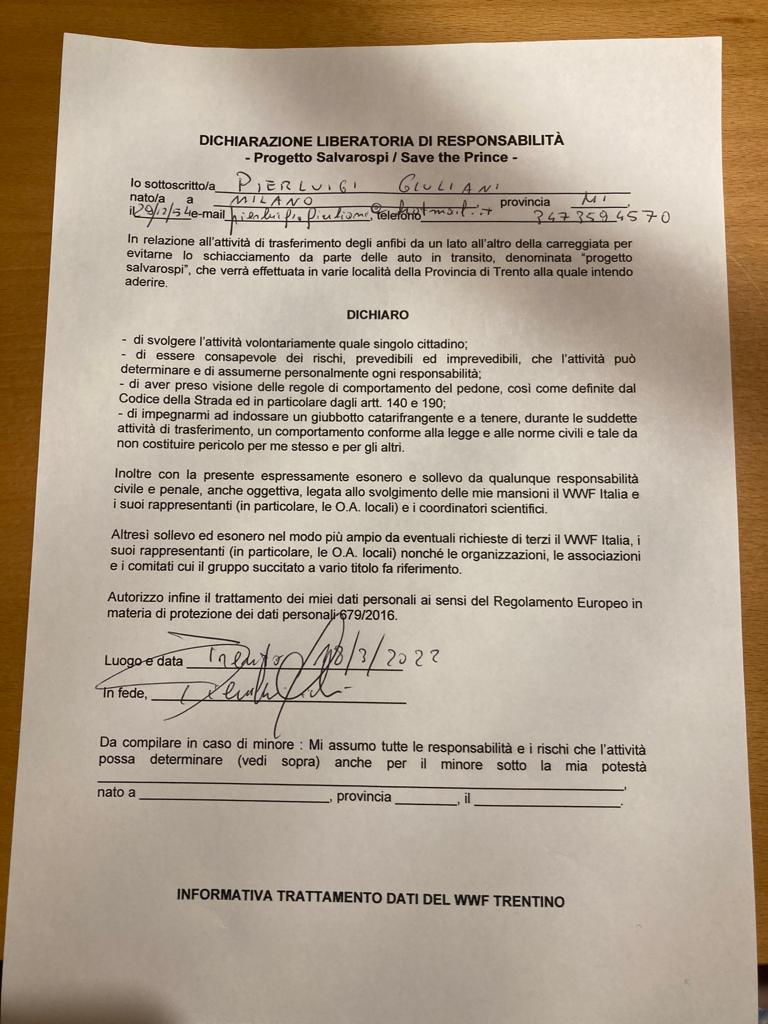 DICHIARAZIONE LIBERATORIA DI RESPONSABILITÀ
- Progetto Salvarospi / Save the Prince -
Io sottoscritto/a PIERLUIGI GIULIANI
nato/a a MILANO provincia MI,
il 29/12/54 e-mail telefono 3473594570
In relazione all'attività di trasferimento degli anfibi da un lato all'altro della carreggiata per
evitarne lo schiacciamento da parte delle auto in transito, denominata "progetto
salvarospi", che verrà effettuata in varie località della Provincia di Trento alla quale intendo
aderire.
DICHIARO
- di svolgere l'attività volontariamente quale singolo cittadino;
- di essere consapevole dei rischi, prevedibili ed imprevedibili, che l'attività può
determinare e di assumerne personalmente ogni responsabilità;
- di aver preso visione delle regole di comportamento del pedone, così come definite dal
Codice della Strada ed in particolare dagli artt. 140 e 190;
- di impegnarmi ad indossare un giubbotto catarifrangente e a tenere, durante le suddette
attività di trasferimento, un comportamento conforme alla legge e alle norme civili e tale da
non costituire pericolo per me stesso e per gli altri.
Inoltre con la presente espressamente esonero e sollevo da qualunque responsabilità
civile e penale, anche oggettiva, legata allo svolgimento delle mie mansioni il WWF Italia e
i suoi rappresentanti (in particolare, le O.A. locali) e i coordinatori scientifici.
Altresì sollevo ed esonero nel modo più ampio da eventuali richieste di terzi il WWF Italia, i
suoi rappresentanti (in particolare, le O.A. locali) nonché le organizzazioni, le associazioni
e i comitati cui il gruppo succitato a vario titolo fa riferimento.
Autorizzo infine il trattamento dei miei dati personali ai sensi del Regolamento Europeo in
materia di protezione dei dati personali 679/2016.
Luogo e data Trento 18/3/2022
In fede,
Da compilare in caso di minore : Mi assumo tutte le responsabilità e i rischi che l'attività
possa determinare (vedi sopra) anche per il minore sotto la mia potestà
,
nato a , provincia , il .
INFORMATIVA TRATTAMENTO DATI DEL WWF TRENTINO